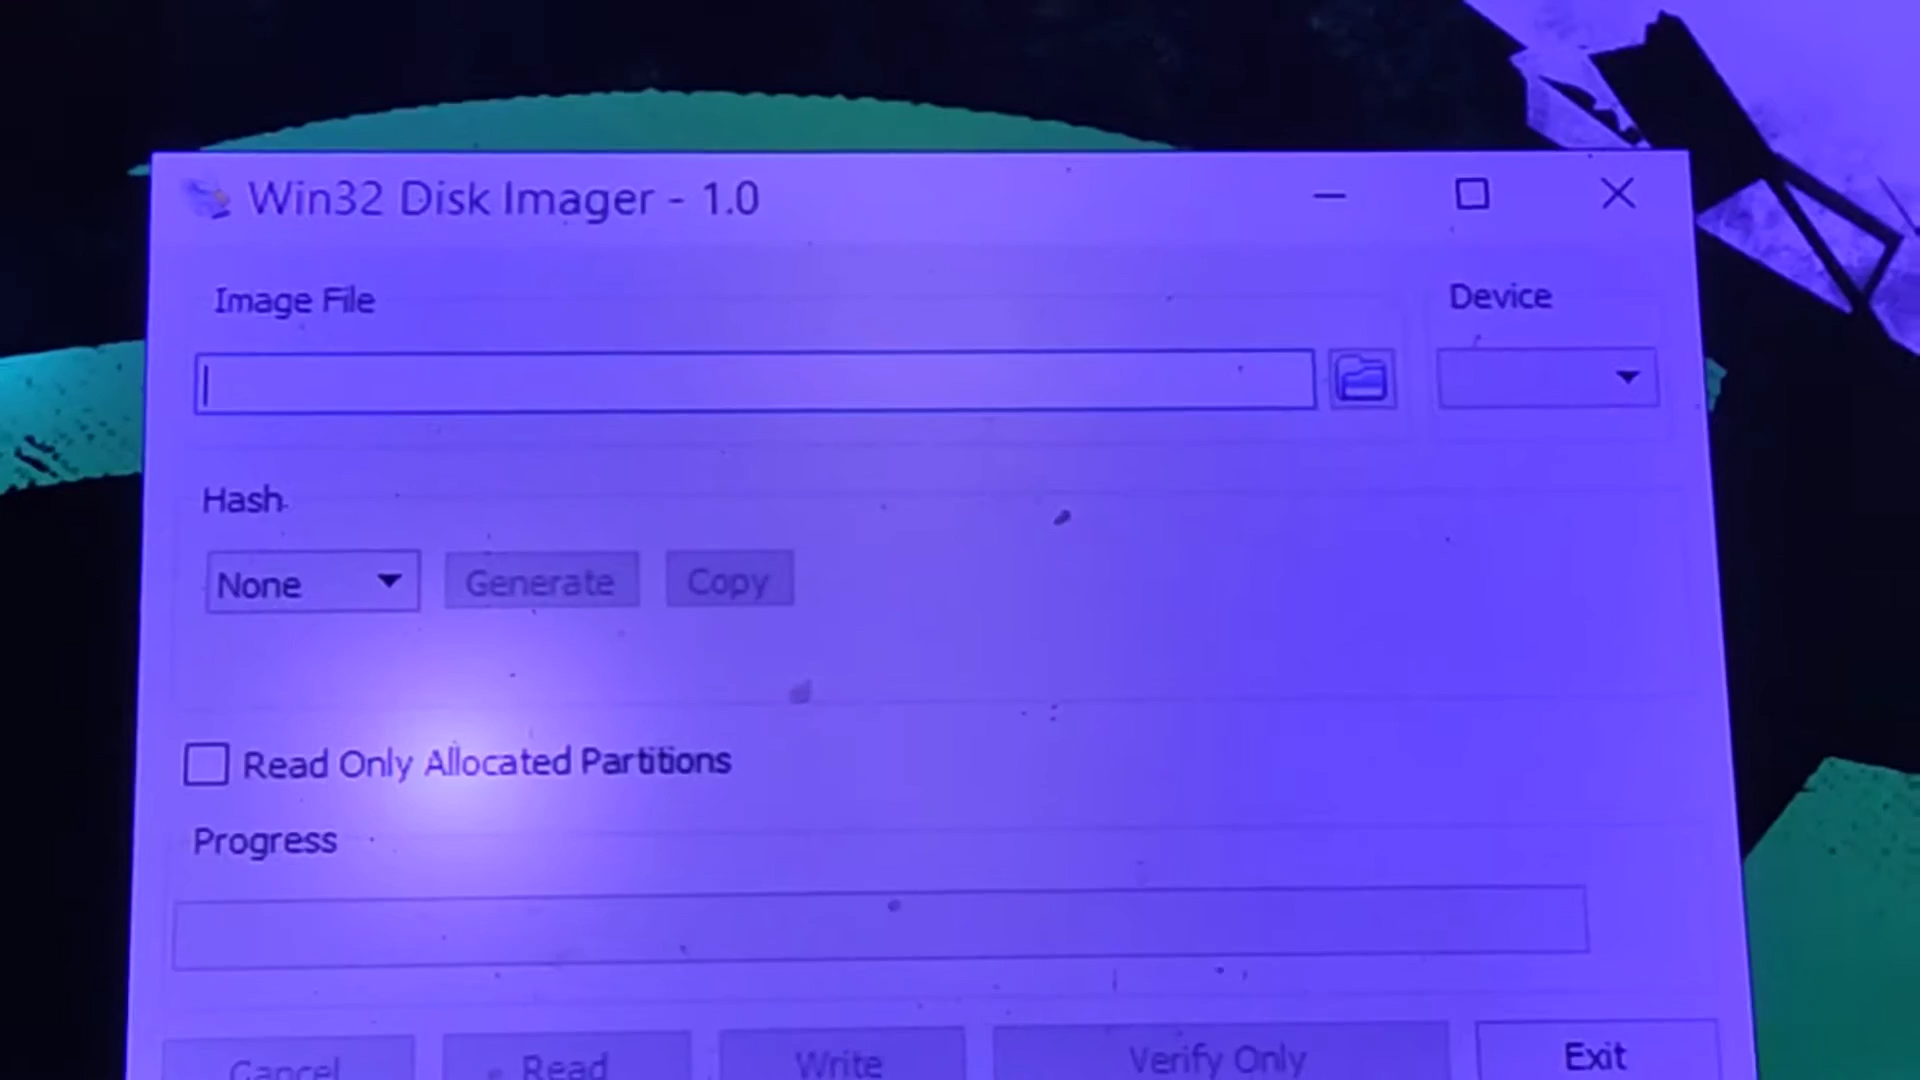 Win32 Disk Imager - 1.0
Image File
Device
Hash
None
Generate
Copy
Read Only Allocated Partitions
Progress
Cancel
Read
Write
Verify Only
Exit